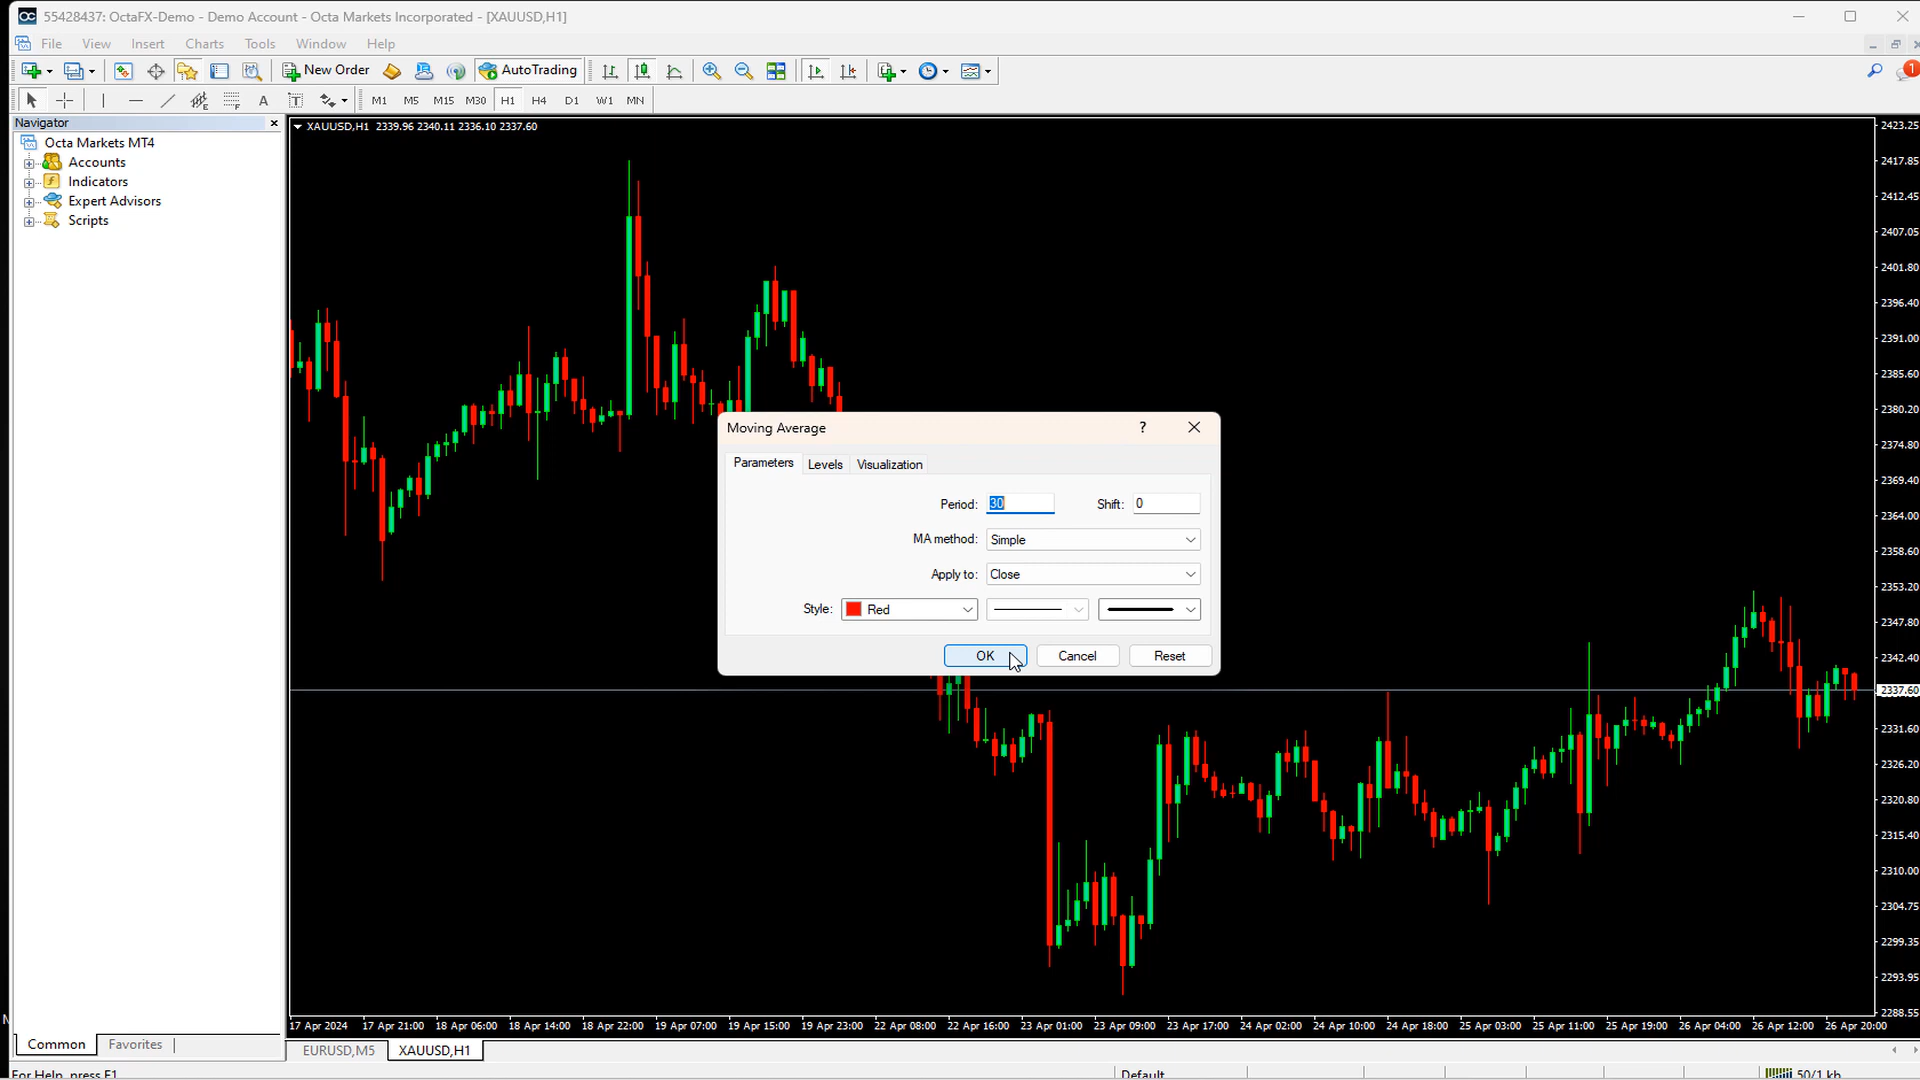 55428437: OctaFX-Demo - Demo Account - Octa Markets Incorporated - [XAUUSD,H1]
File View Insert Charts Tools Window Help
New Order AutoTrading 1
A T M1 M5 M15 M30 H1 H4 D1 W1 MN
Navigator
Octa Markets MT4
Accounts
Indicators
Expert Advisors
Scripts
Common Favorites
XAUUSD,H1 2339.96 2340.11 2336.10 2337.60
2423.25
2417.85
2412.45
2407.05
2401.80
2396.40
2391.00
2385.60
2380.20
2374.80
2369.40
2364.00
2358.60
2353.20
2347.80
2342.40
2337.60
2331.60
2326.20
2320.80
2315.40
2310.00
2304.75
2299.35
2293.95
2288.55
Moving Average ?
Parameters Levels Visualization
Period: 30 Shift: 0
MA method: Simple
Apply to: Close
Style: Red
OK Cancel Reset
17 Apr 2024 17 Apr 21:00 18 Apr 06:00 18 Apr 14:00 18 Apr 22:00 19 Apr 07:00 19 Apr 15:00 19 Apr 23:00 22 Apr 08:00 22 Apr 16:00 23 Apr 01:00 23 Apr 09:00 23 Apr 17:00 24 Apr 02:00 24 Apr 10:00 24 Apr 18:00 25 Apr 03:00 25 Apr 11:00 25 Apr 19:00 26 Apr 04:00 26 Apr 12:00 26 Apr 20:00
EURUSD,M5 XAUUSD,H1
For Help, press F1 Default 50/1 kb